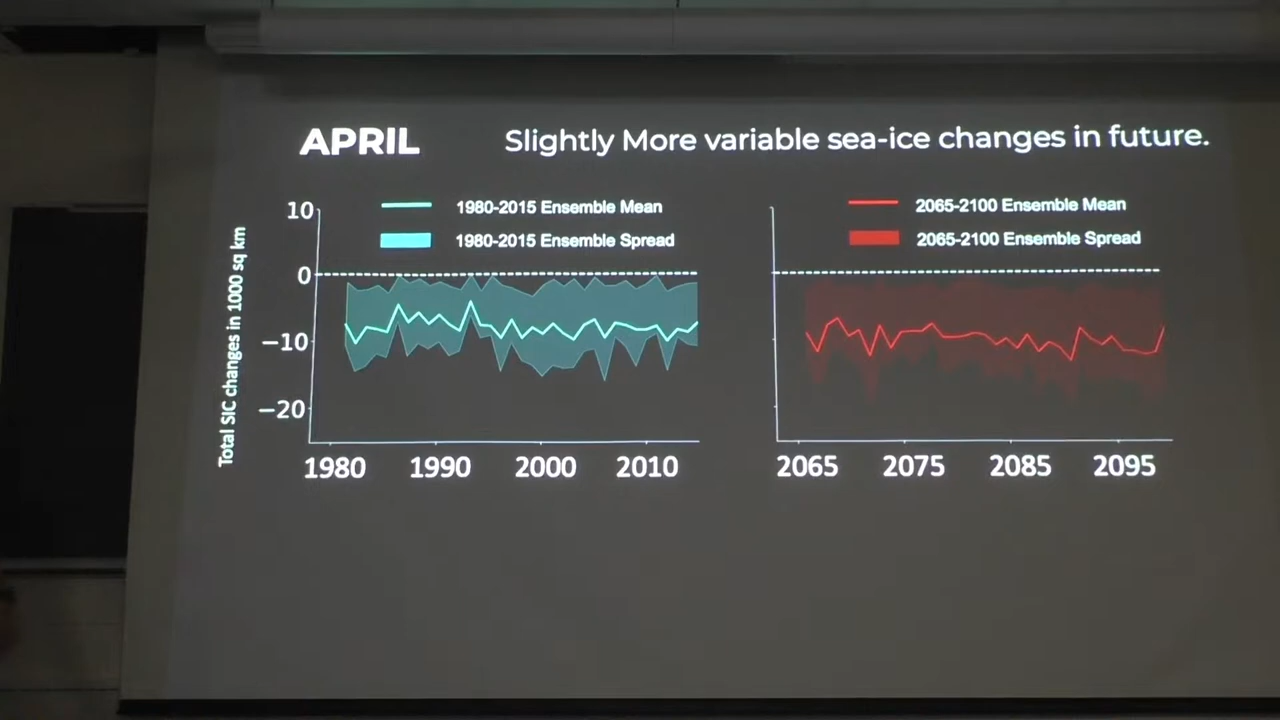 APRIL
Slightly More variable sea-ice changes in future.
1980-2015 Ensemble Mean
1980-2015 Ensemble Spread
Total SIC changes in 1000 sq km
10
0
−10
−20
1980 1990 2000 2010
2065-2100 Ensemble Mean
2065-2100 Ensemble Spread
2065 2075 2085 2095